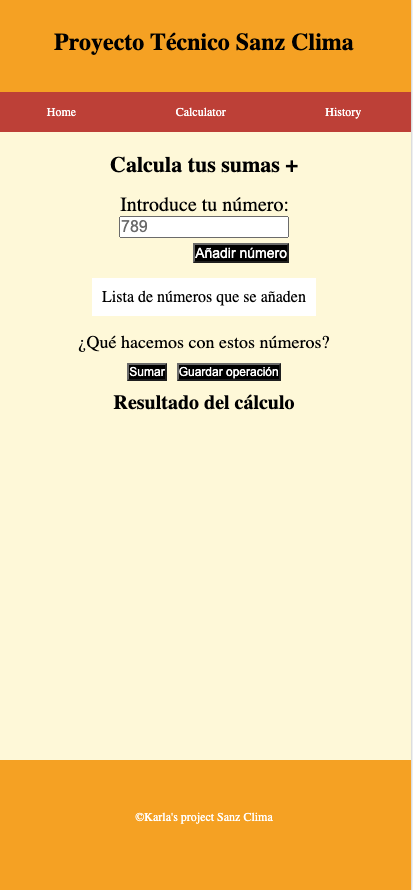 Proyecto Técnico Sanz Clima
Home Calculator History
Calcula tus sumas +
Introduce tu número:
789
Añadir número
Lista de números que se añaden
¿Qué hacemos con estos números?
Sumar Guardar operación
Resultado del cálculo
©Karla's project Sanz Clima